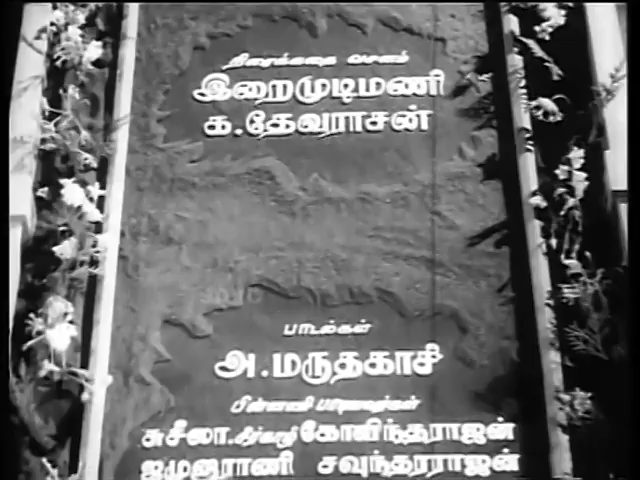 திரைக்கதை வசனம்
இறைமுடிமணி
க.தேவராசன்
பாடல்கள்
அ.மருதகாசி
பின்னணி பாடியவர்கள்
சுசீலா. சீர்காழி கோவிந்தராஜன்
ஜமுனாராணி சவுந்தரராஜன்